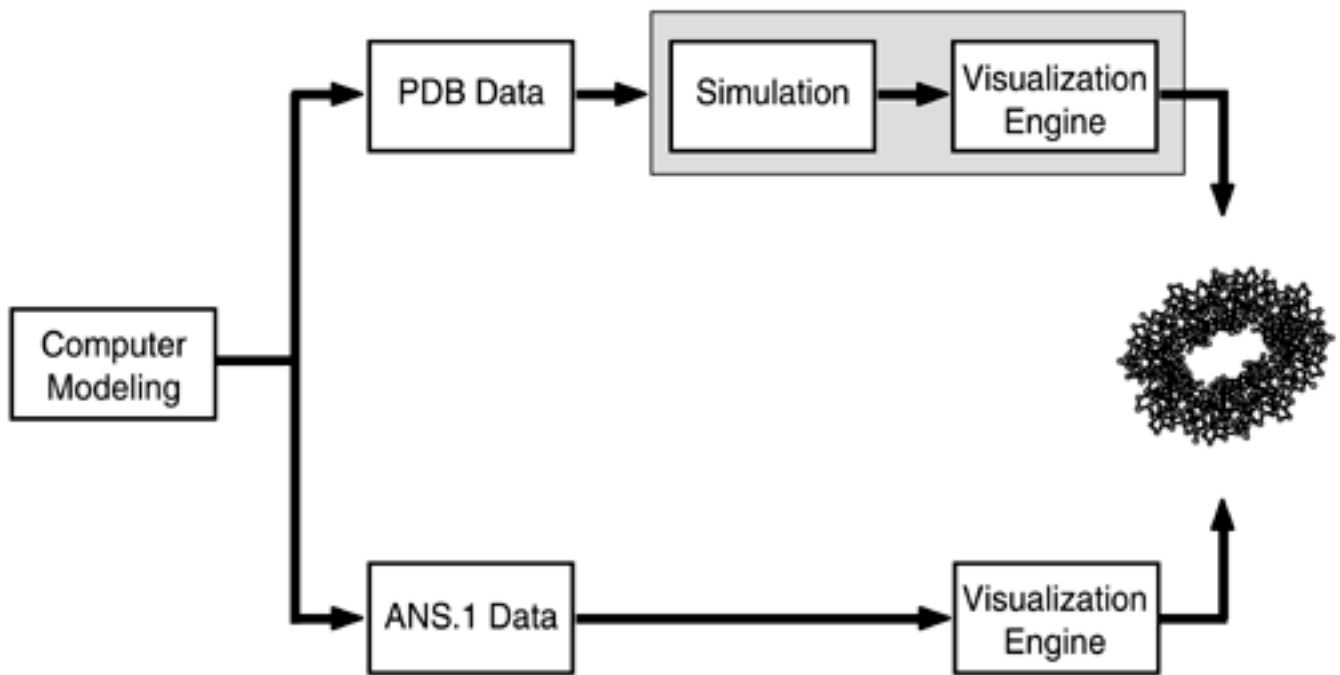 PDB Data
Simulation
Visualization
Engine
Computer
Modeling
ANS.1 Data
Visualization
Engine